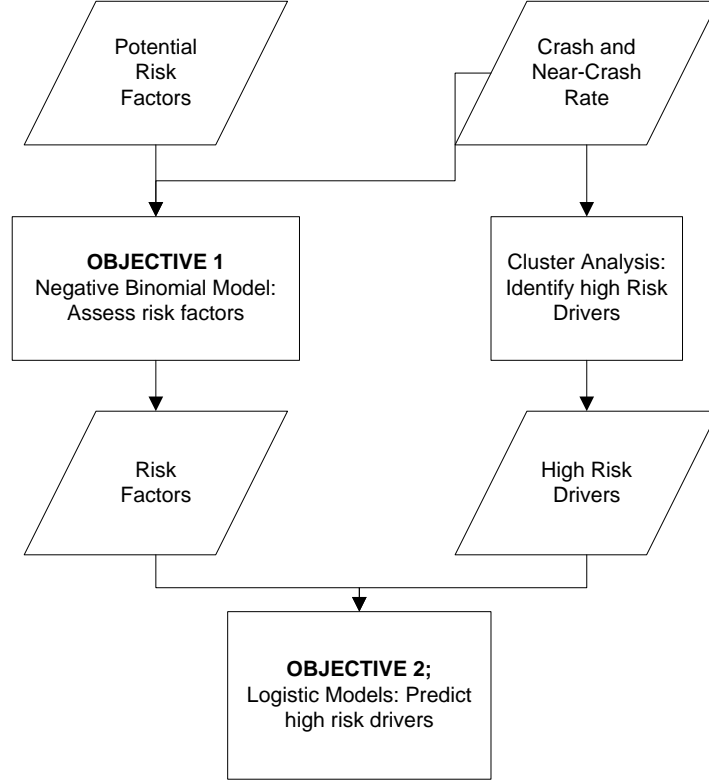 Potential
Risk
Factors
Crash and
Near-Crash
Rate
OBJECTIVE 1
Negative Binomial Model:
Assess risk factors
Cluster Analysis:
Identify high Risk
Drivers
Risk
Factors
High Risk
Drivers
OBJECTIVE 2;
Logistic Models: Predict
high risk drivers